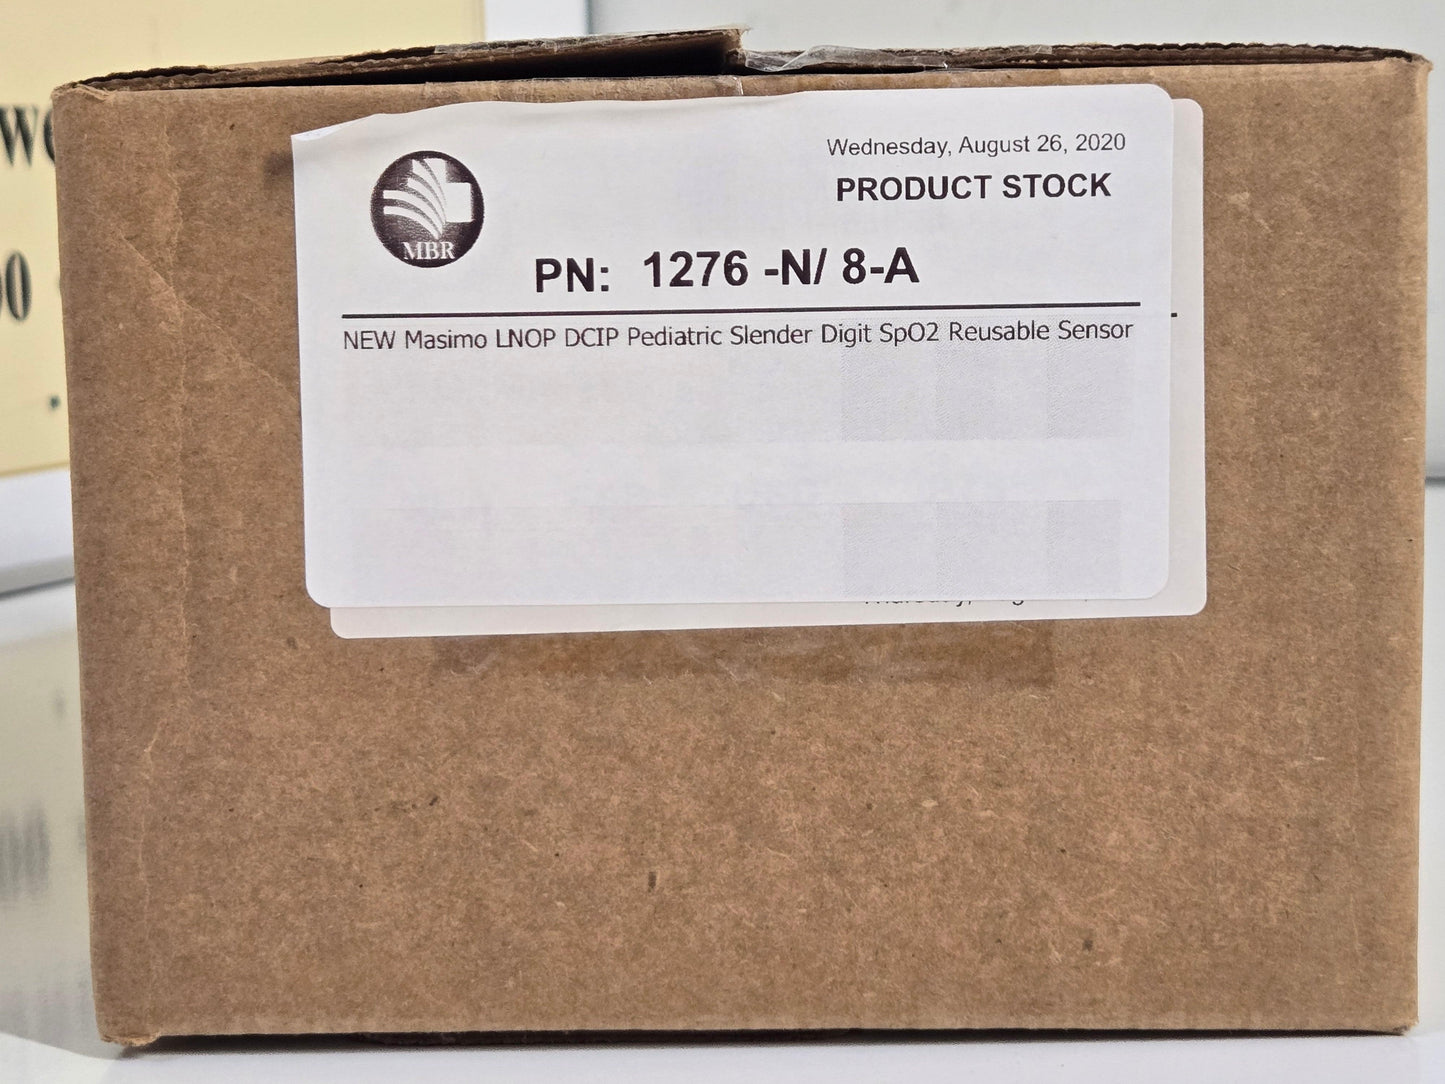 Wednesday, August 26, 2020
PRODUCT STOCK
MBR
PN: 1276 -N/ 8-A
NEW Masimo LNOP DCIP Pediatric Slender Digit SpO2 Reusable Sensor